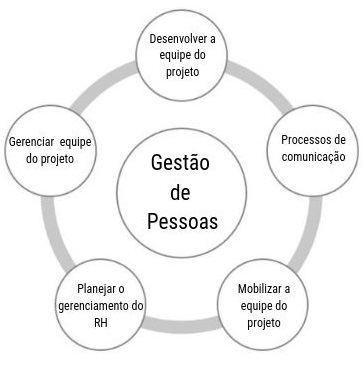 Desenvolver a
equipe do
projeto
Gerenciar equipe
do projeto
Processos de
comunicação
Gestão
de
Pessoas
Planejar o
gerenciamento do
RH
Mobilizar a
equipe do
projeto